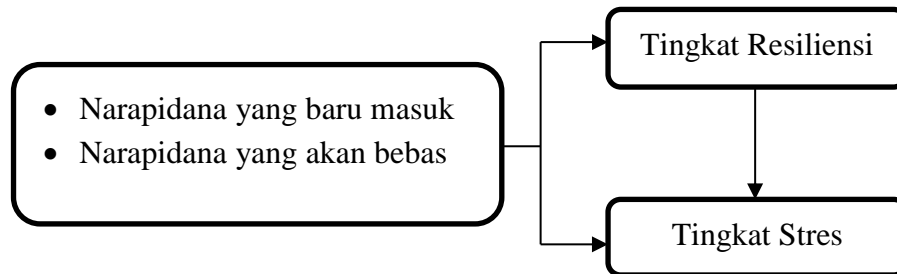 Tingkat Resiliensi
• Narapidana yang baru masuk
• Narapidana yang akan bebas
Tingkat Stres